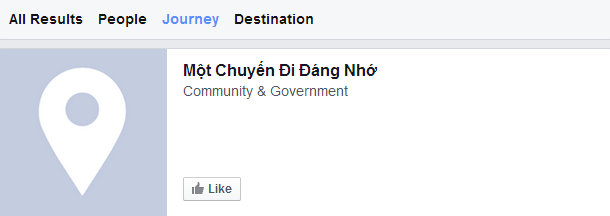 All Results People Journey Destination
Một Chuyến Đi Đáng Nhớ
Community & Government
Like